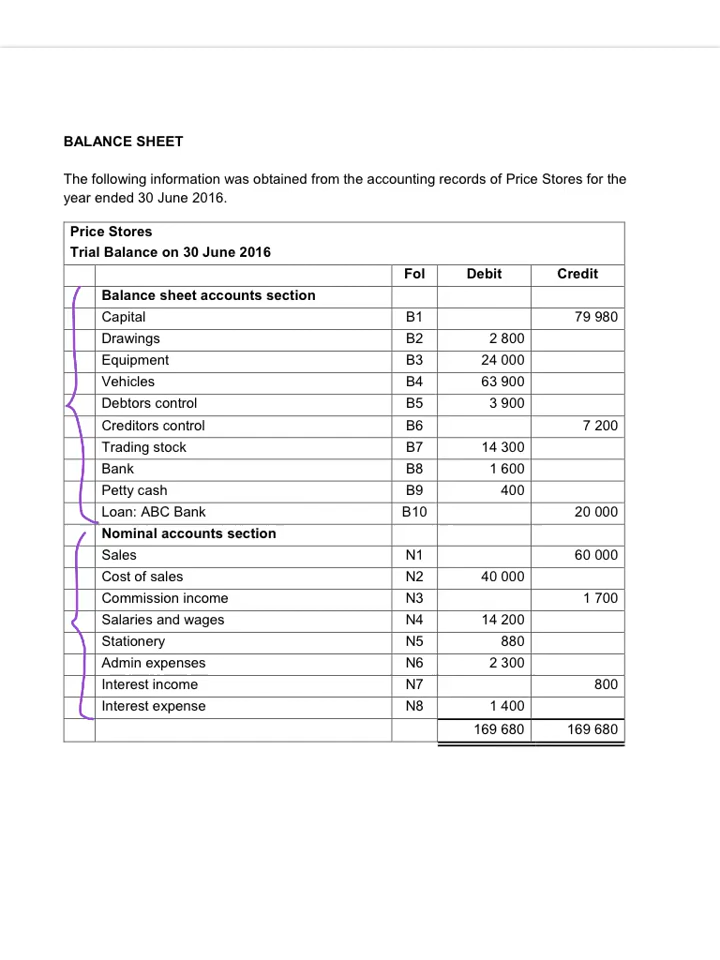 BALANCE SHEET
The following information was obtained from the accounting records of Price Stores for the
year ended 30 June 2016.
Price Stores
Trial Balance on 30 June 2016
Fol Debit Credit
Balance sheet accounts section
Capital B1 79 980
Drawings B2 2 800
Equipment B3 24 000
Vehicles B4 63 900
Debtors control B5 3 900
Creditors control B6 7 200
Trading stock B7 14 300
Bank B8 1 600
Petty cash B9 400
Loan: ABC Bank B10 20 000
Nominal accounts section
Sales N1 60 000
Cost of sales N2 40 000
Commission income N3 1 700
Salaries and wages N4 14 200
Stationery N5 880
Admin expenses N6 2 300
Interest income N7 800
Interest expense N8 1 400
169 680 169 680